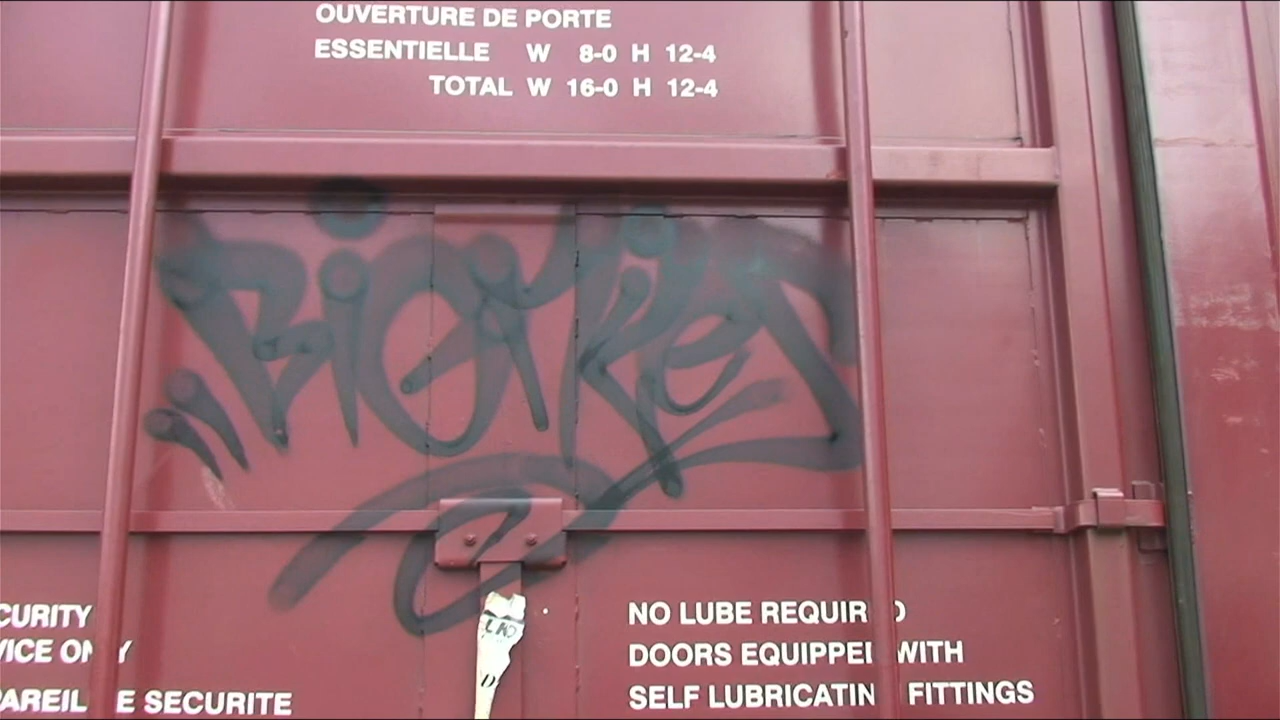 OUVERTURE DE PORTE
ESSENTIELLE W 8-0 H 12-4
TOTAL W 16-0 H 12-4
CURITY
VICE ON Y
PAREIL E SECURITE
NO LUBE REQUIR D
DOORS EQUIPPED WITH
SELF LUBRICATIN FITTINGS